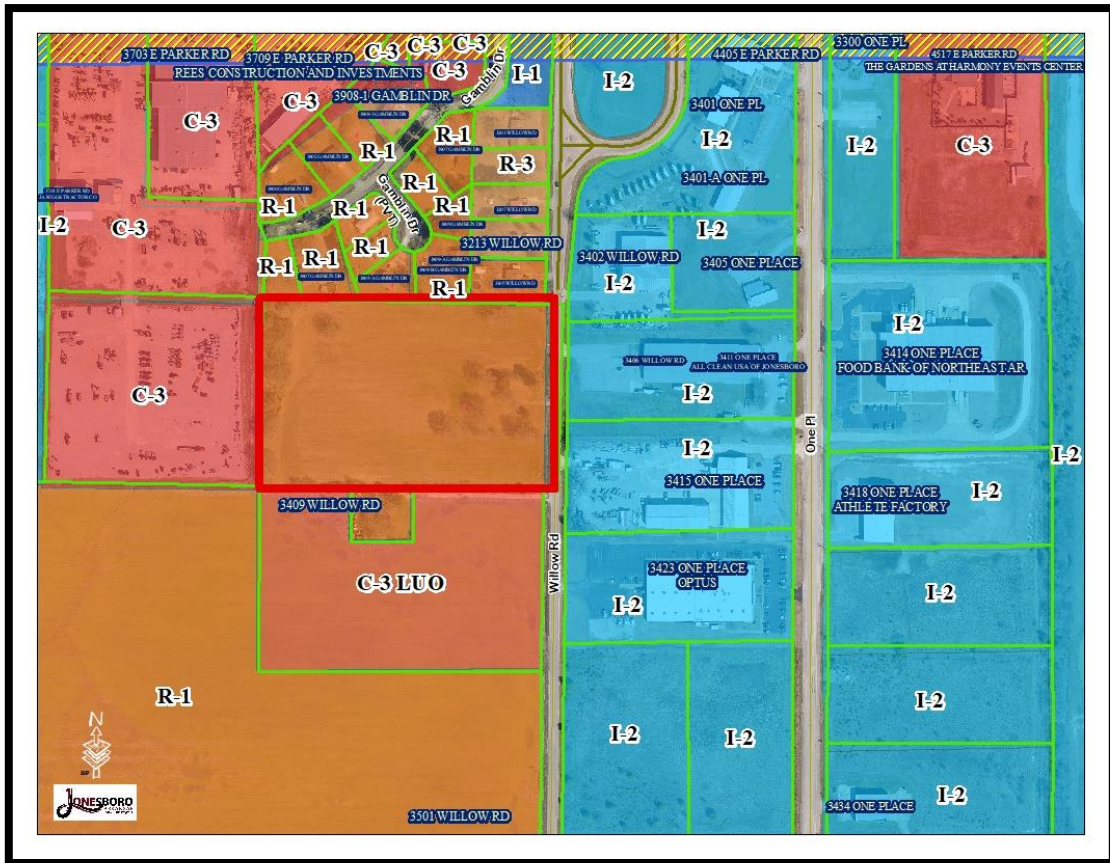 3703 E PARKER RD
3709 E PARKER RD
C-3
C-3
C-3
4405 E PARKER RD
3300 ONE PL
4517 E PARKER RD
REES CONSTRUCTION AND INVESTMENTS
C-3
I-1
I-2
THE GARDENS AT HARMONY EVENTS CENTER
Gamblin Dr
3908-1 GAMBLIN DR
C-3
C-3
R-1
R-1
3401 ONE PL
I-2
I-2
C-3
R-1
R-3
3401-A ONE PL
R-1
Gamblin Dr
(PVT)
I-2
C-3
R-1
R-1
R-1
I-2
R-1
3213 WILLOW RD
R-1
R-1
3402 WILLOW RD
3405 ONE PLACE
I-2
R-1
I-2
3414 ONE PLACE
FOOD BANK OF NORTHEAST AR
3406 WILLOW RD
3411 ONE PLACE
ALL CLEAN USA OF JONESBORO
C-3
I-2
One Pl
I-2
I-2
3415 ONE PLACE
3418 ONE PLACE
ATHLETE FACTORY
I-2
3409 WILLOW RD
Willow Rd
C-3 LUO
3423 ONE PLACE
OPTUS
I-2
I-2
R-1
I-2
I-2
I-2
N
JONESBORO
3501 WILLOW RD
3434 ONE PLACE
I-2